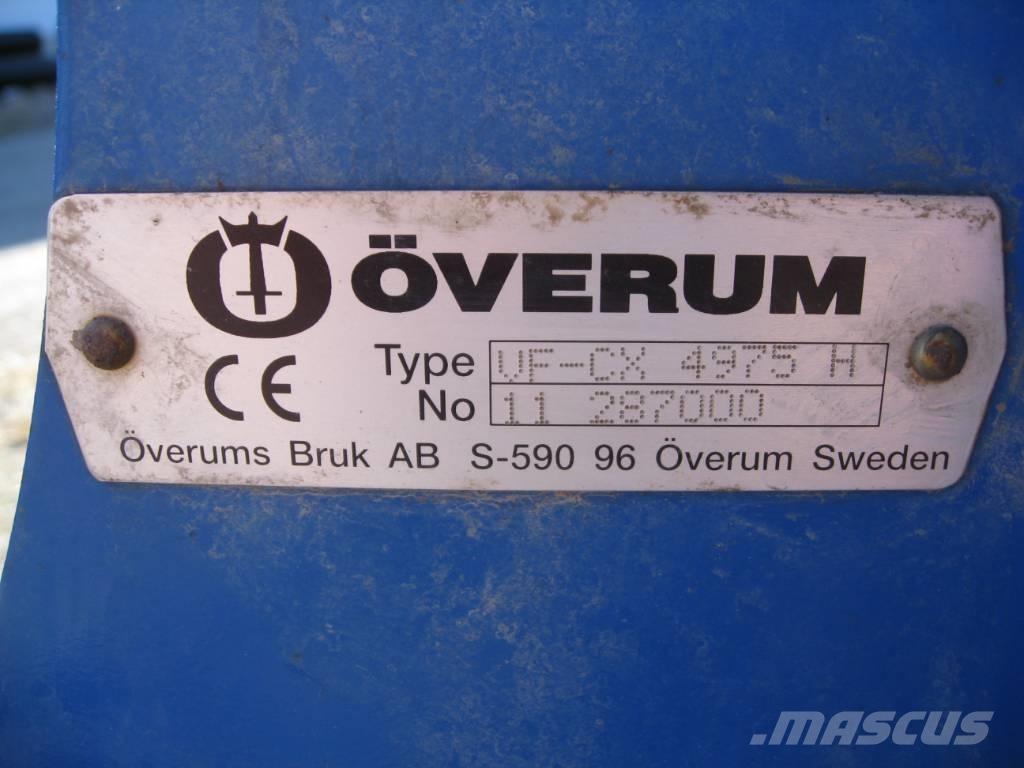 ÖVERUM
CE
Type VF-CX 4975 H
No 11 287000
Överums Bruk AB S-590 96 Överum Sweden
.MASCUS